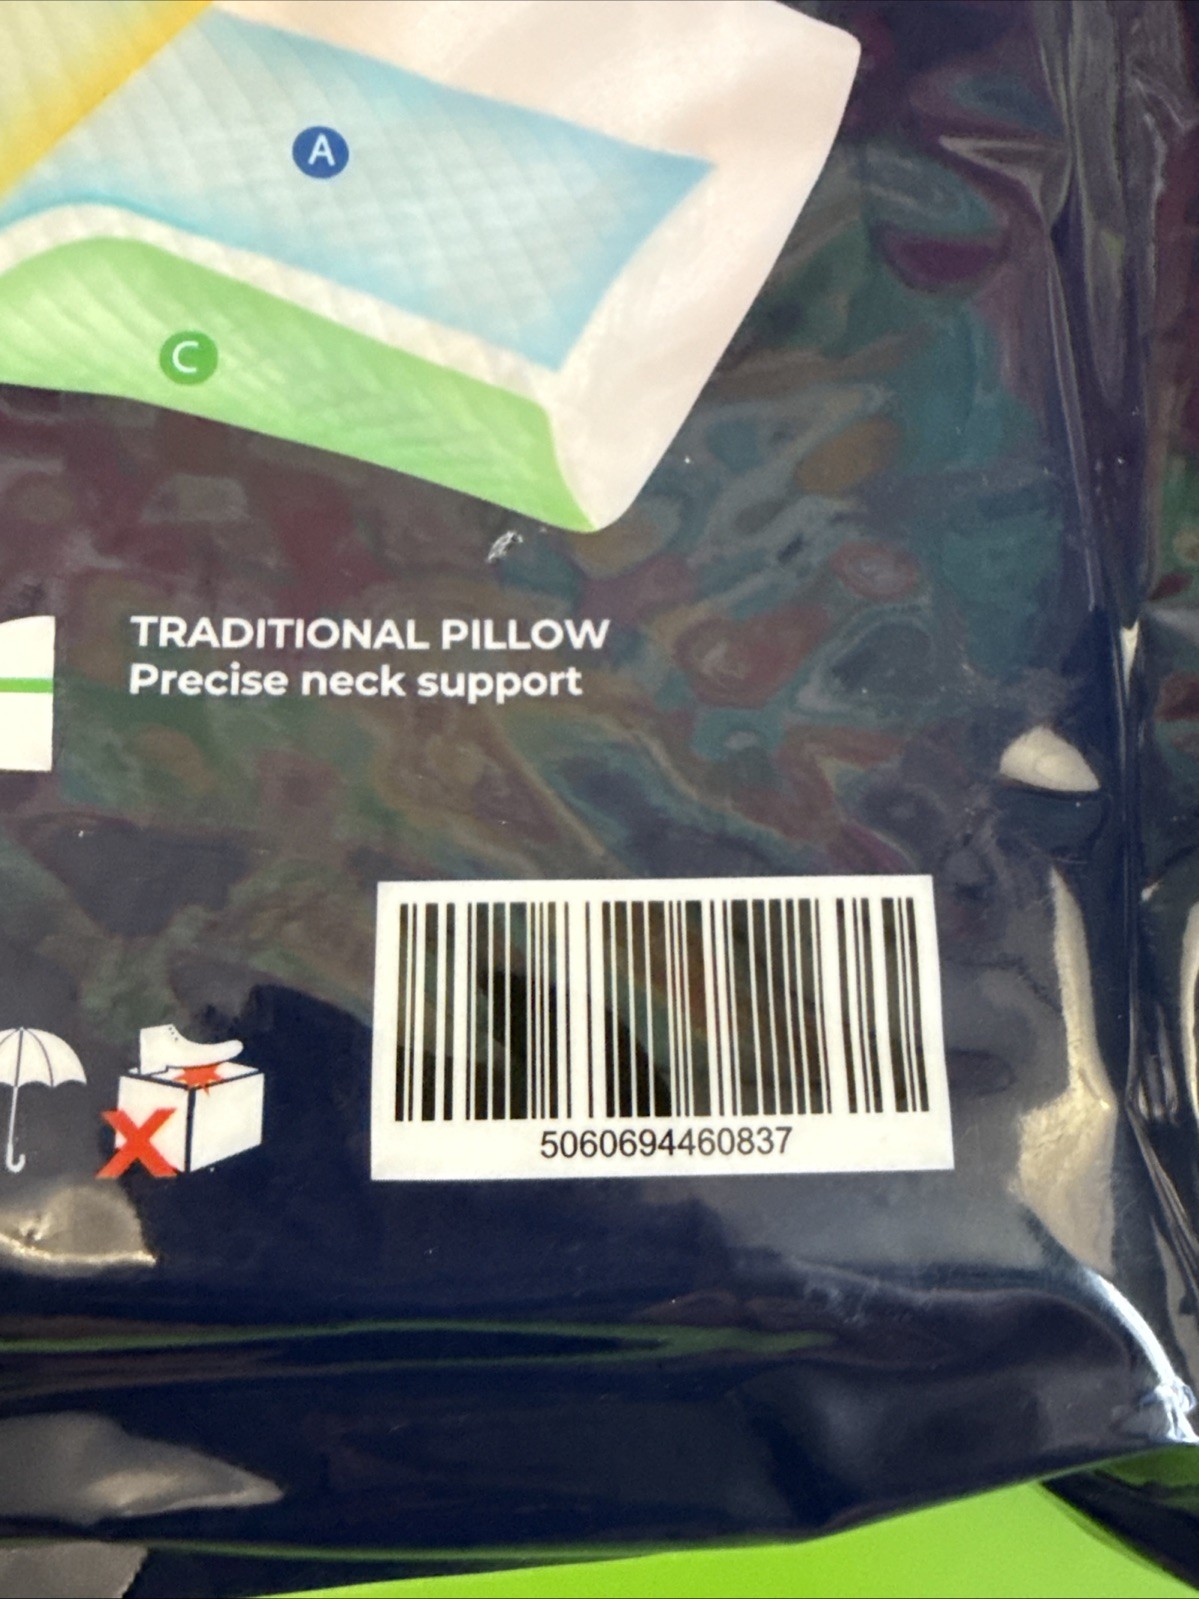 A
C
TRADITIONAL PILLOW
Precise neck support
X
5060694460837